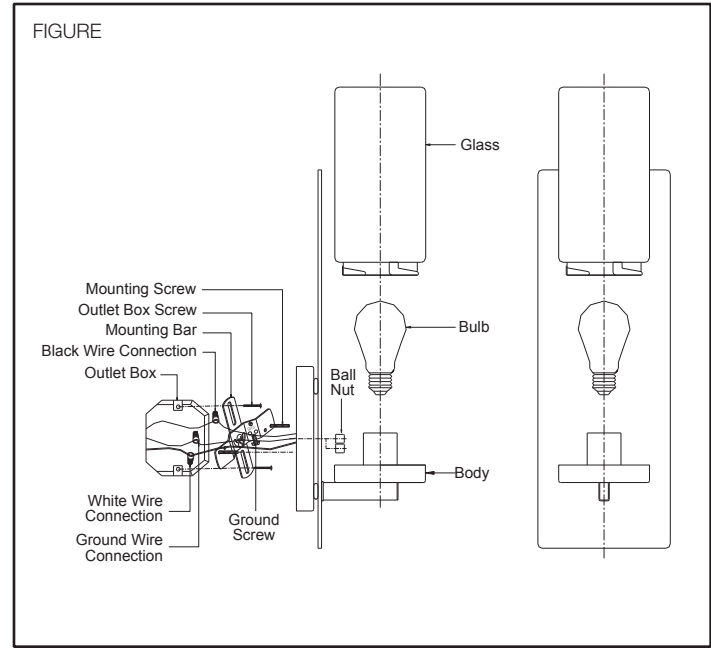 FIGURE
Glass
Mounting Screw
Outlet Box Screw
Mounting Bar
Black Wire Connection
Outlet Box
Bulb
Ball
Nut
Body
White Wire
Connection
Ground Wire
Connection
Ground
Screw